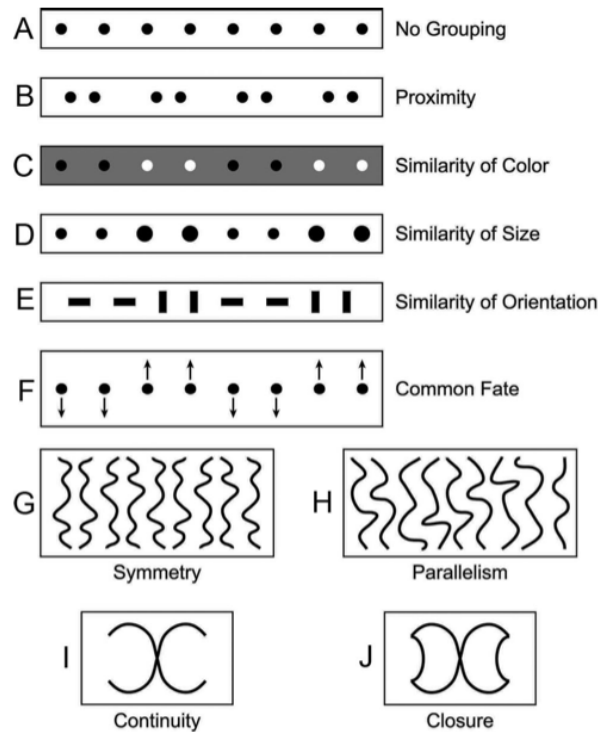 A No Grouping
B Proximity
C Similarity of Color
D Similarity of Size
E Similarity of Orientation
F Common Fate
G H
Symmetry Parallelism
I J
Continuity Closure